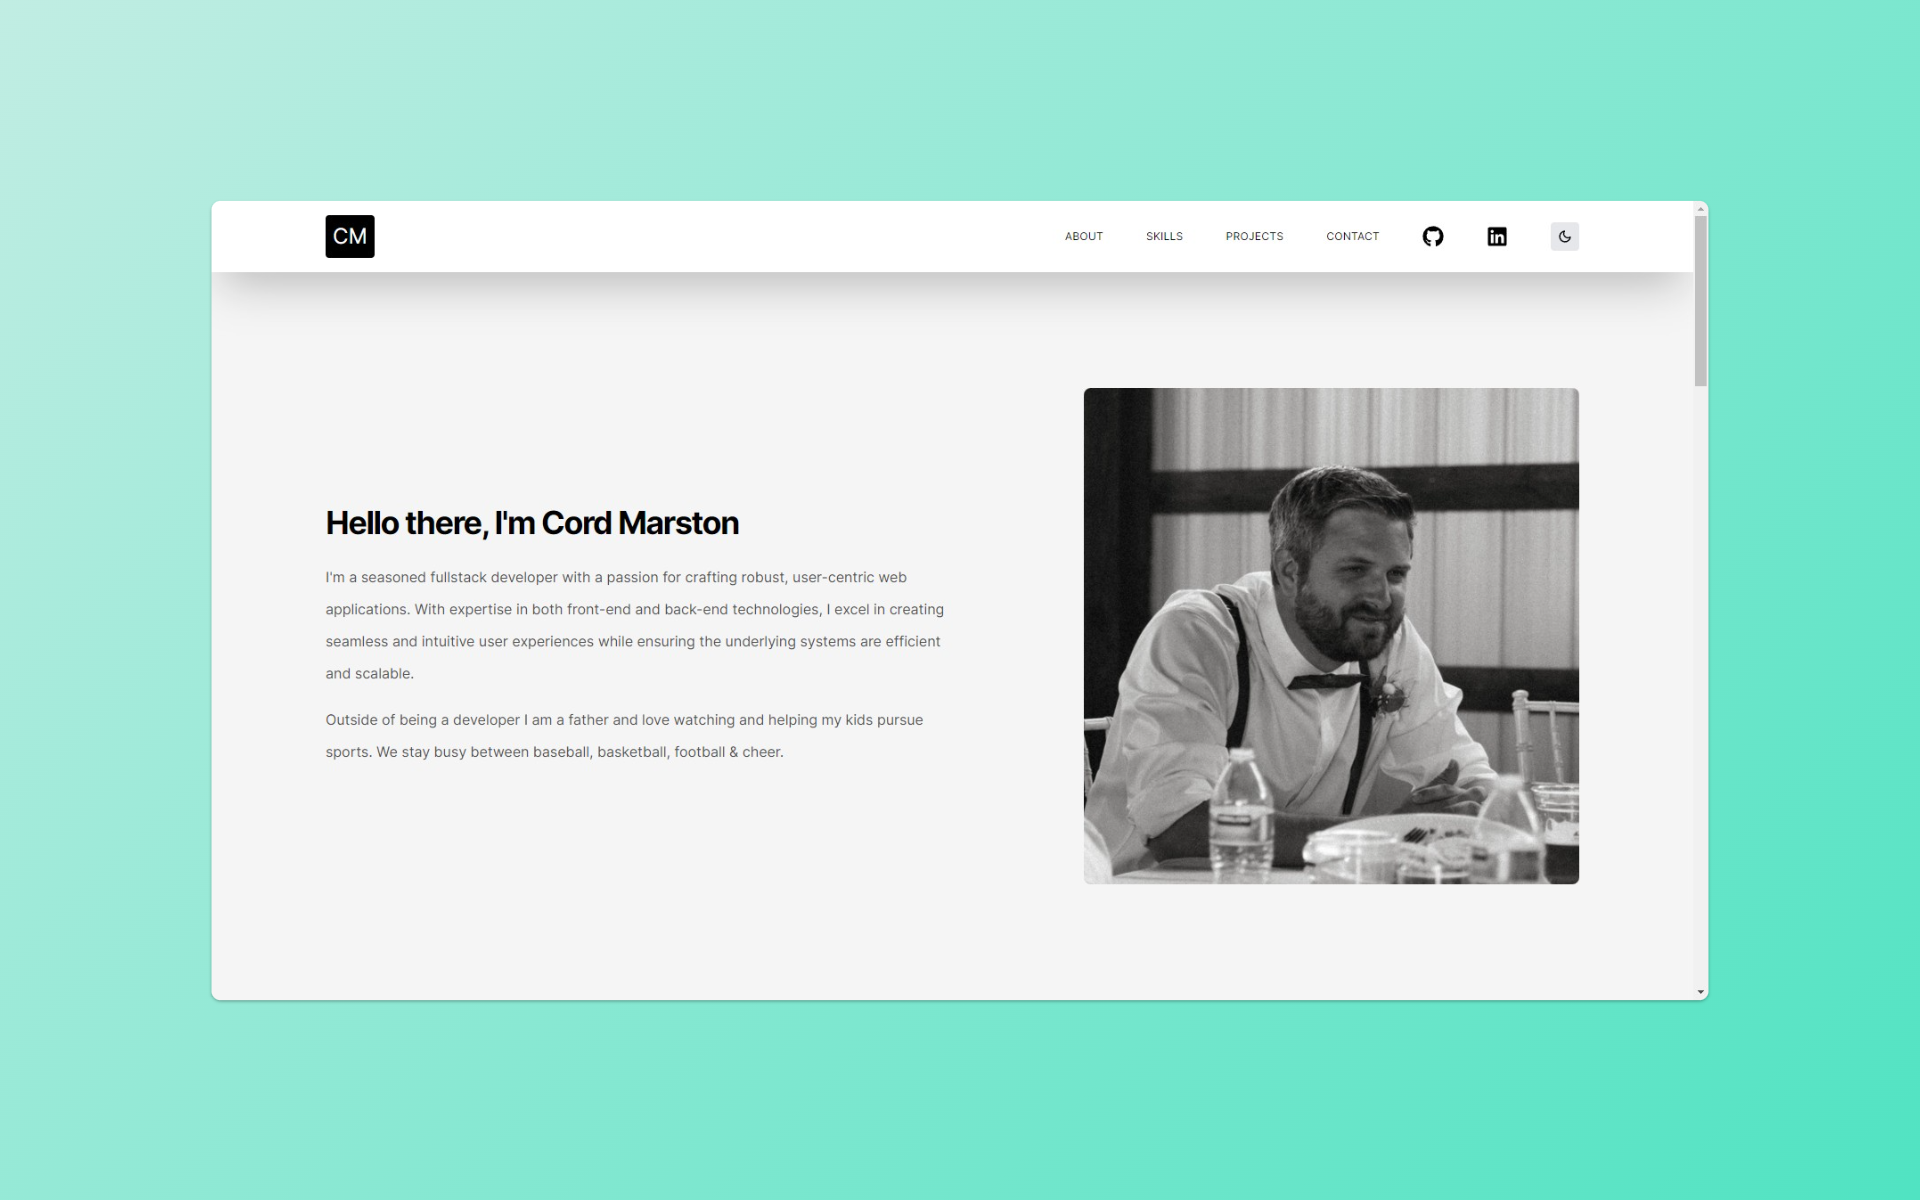 CM
ABOUT SKILLS PROJECTS CONTACT
Hello there, I'm Cord Marston
I'm a seasoned fullstack developer with a passion for crafting robust, user-centric web
applications. With expertise in both front-end and back-end technologies, I excel in creating
seamless and intuitive user experiences while ensuring the underlying systems are efficient
and scalable.
Outside of being a developer I am a father and love watching and helping my kids pursue
sports. We stay busy between baseball, basketball, football & cheer.